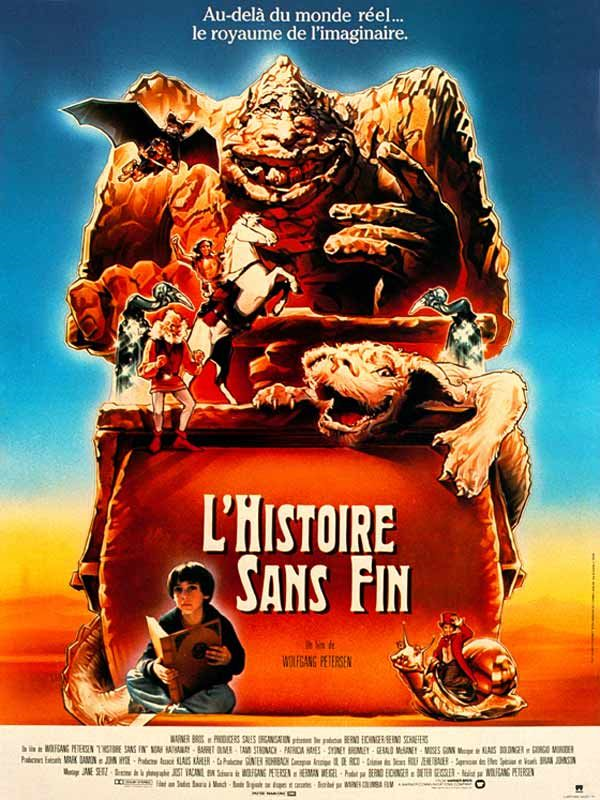 Au-delà du monde réel...
le royaume de l'imaginaire.
L'HISTOIRE
SANS FIN
Un film de
WOLFGANG PETERSEN
WARNER BROS et PRODUCERS SALES ORGANISATION présentent Une production BERND EICHINGER/BERND SCHAEFERS
Un film de WOLFGANG PETERSEN "L'HISTOIRE SANS FIN" NOAH HATHAWAY · BARRET OLIVER · TAMI STRONACH · PATRICIA HAYES · SYDNEY BROMLEY · GERALD McRANEY · MOSES GUNN Musique de KLAUS DOLDINGER et GIORGIO MORODER
Producteurs Exécutifs MARK DAMON et JOHN HYDE · Producteur Associé KLAUS KAHLER · Co Producteur GÜNTER ROHRBACH Conception Artistique UL DE RICO · Création des Décors ROLF ZEHETBAUER · Supervision des Effets Spéciaux et Visuels BRIAN JOHNSON
Montage JANE SEITZ · Directeur de la photographie JOST VACANO, BVK Scénario de WOLFGANG PETERSEN et HERMAN WEIGEL · Produit par BERND EICHINGER et DIETER GEISSLER · Réalisé par WOLFGANG PETERSEN
DOLBY STEREO Filmé aux Studios Bavaria à Munich · Bande Originale sur disques et cassettes · Distribué par WARNER-COLUMBIA FILM
EMI